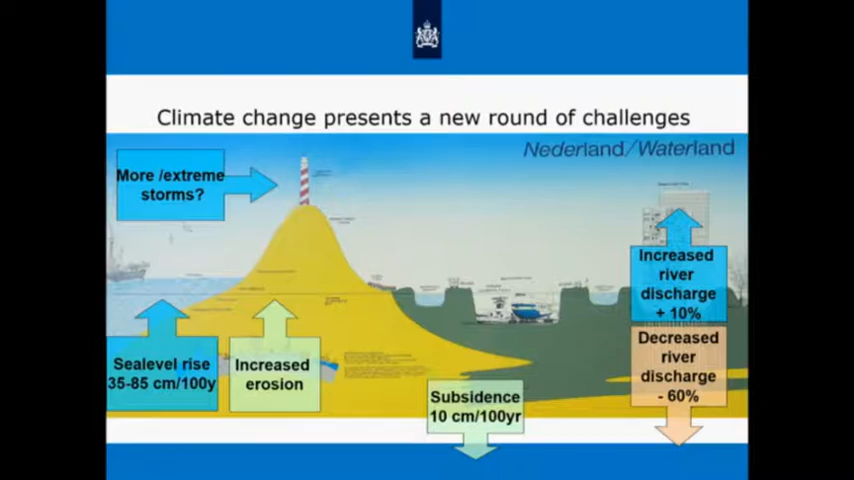 Climate change presents a new round of challenges
Nederland/Waterland
More /extreme
storms?
Increased
river
discharge
+ 10%
Sealevel rise
35-85 cm/100y
Increased
erosion
Decreased
river
discharge
- 60%
Subsidence
10 cm/100yr